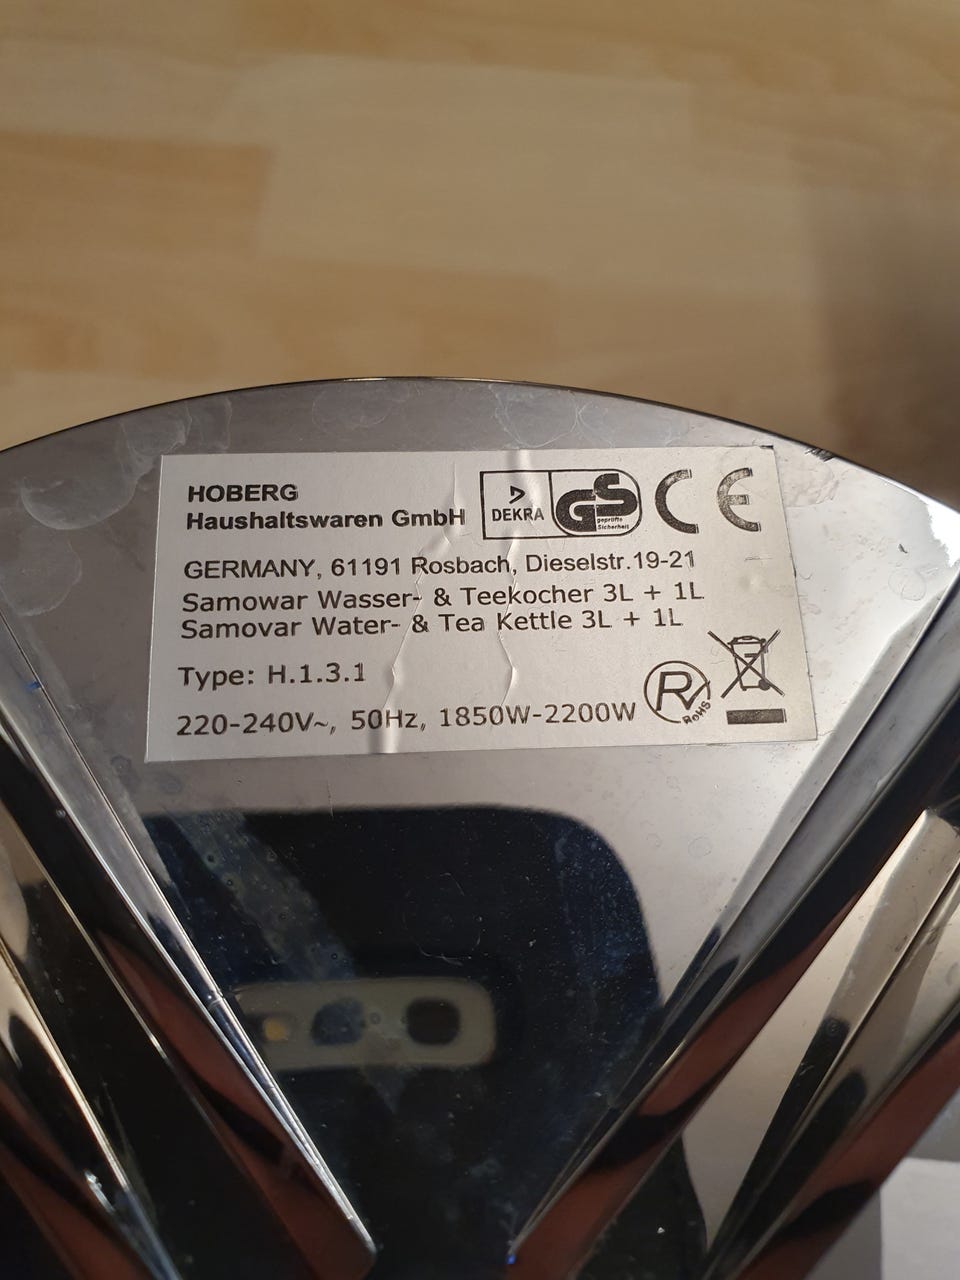 HOBERG
Haushaltswaren GmbH
DEKRA
GS
geprüfte
Sicherheit
CE
GERMANY, 61191 Rosbach, Dieselstr.19-21
Samowar Wasser- & Teekocher 3L + 1L
Samovar Water- & Tea Kettle 3L + 1L
Type: H.1.3.1
220-240V~, 50Hz, 1850W-2200W
R
RoHS